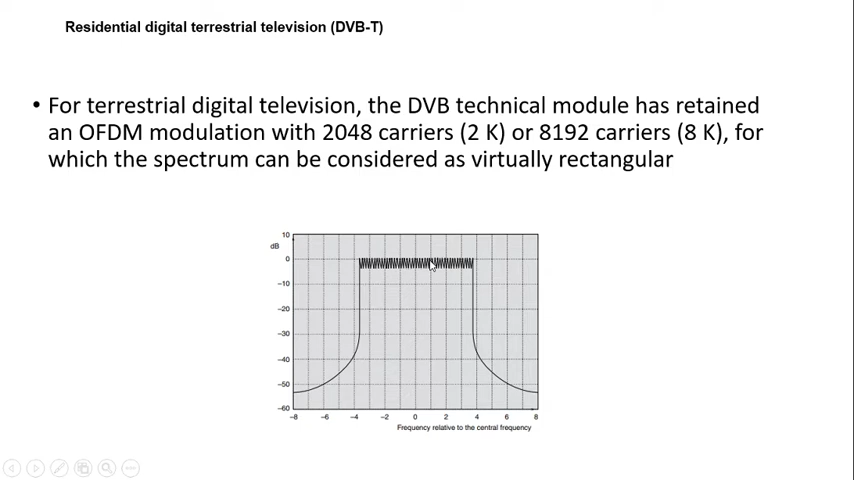 Residential digital terrestrial television (DVB-T)
• For terrestrial digital television, the DVB technical module has retained
an OFDM modulation with 2048 carriers (2 K) or 8192 carriers (8 K), for
which the spectrum can be considered as virtually rectangular
10
dB
0
−10
−20
−30
−40
−50
−60
−8 −6 −4 −2 0 2 4 6 8
Frequency relative to the central frequency